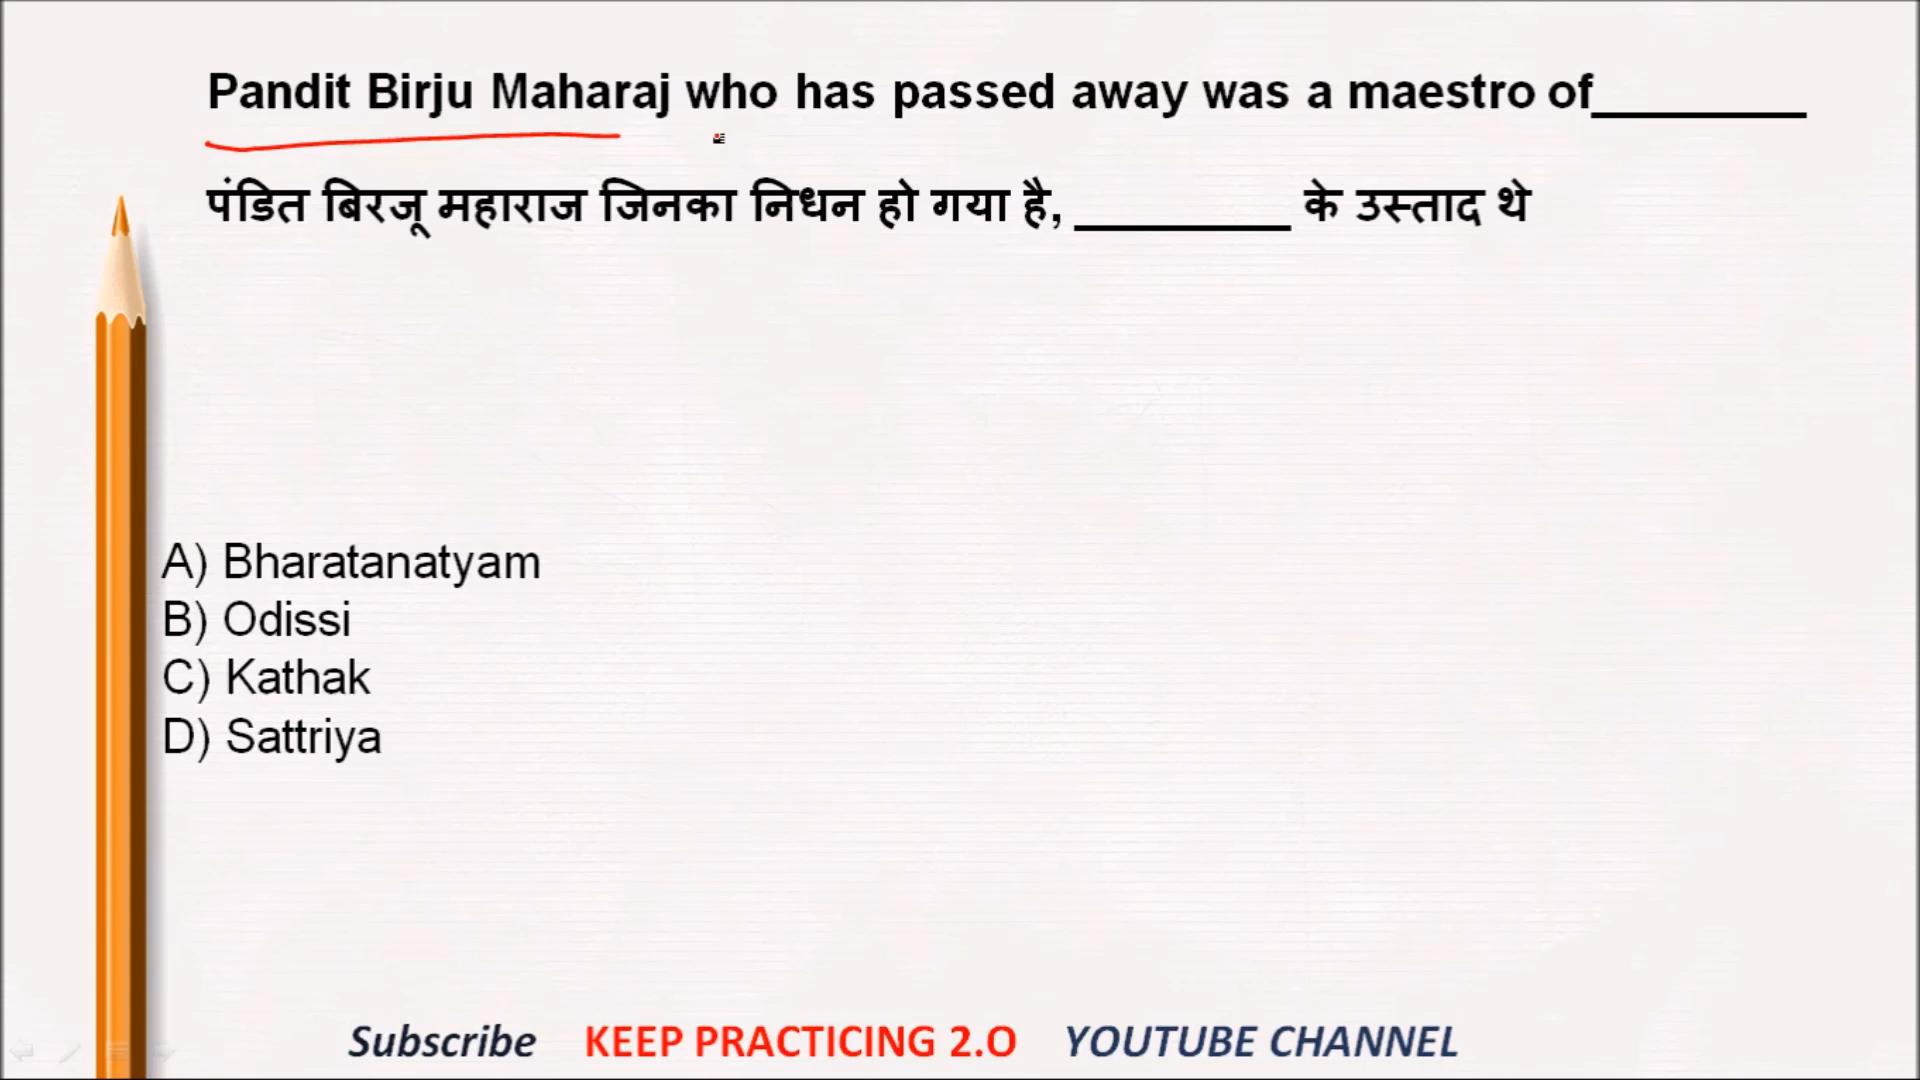 Pandit Birju Maharaj who has passed away was a maestro of________
पंडित बिरजू महाराज जिनका निधन हो गया है, ________ के उस्ताद थे
A) Bharatanatyam
B) Odissi
C) Kathak
D) Sattriya
Subscribe KEEP PRACTICING 2.O YOUTUBE CHANNEL